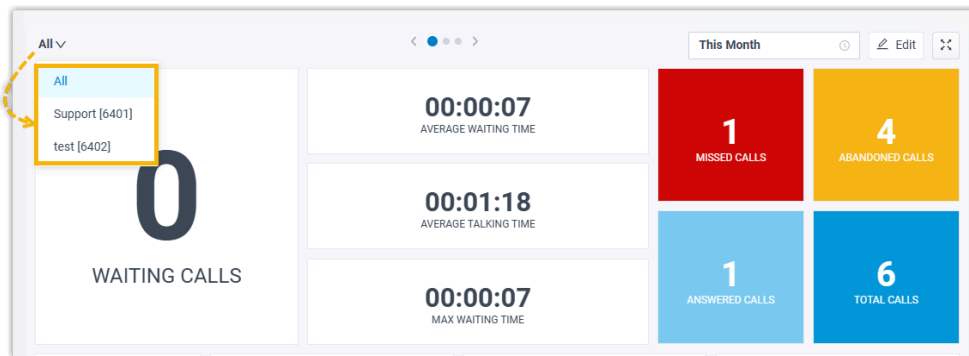 All
This Month
Edit
All
Support [6401]
test [6402]
0
WAITING CALLS
00:00:07
AVERAGE WAITING TIME
00:01:18
AVERAGE TALKING TIME
00:00:07
MAX WAITING TIME
1
MISSED CALLS
4
ABANDONED CALLS
1
ANSWERED CALLS
6
TOTAL CALLS